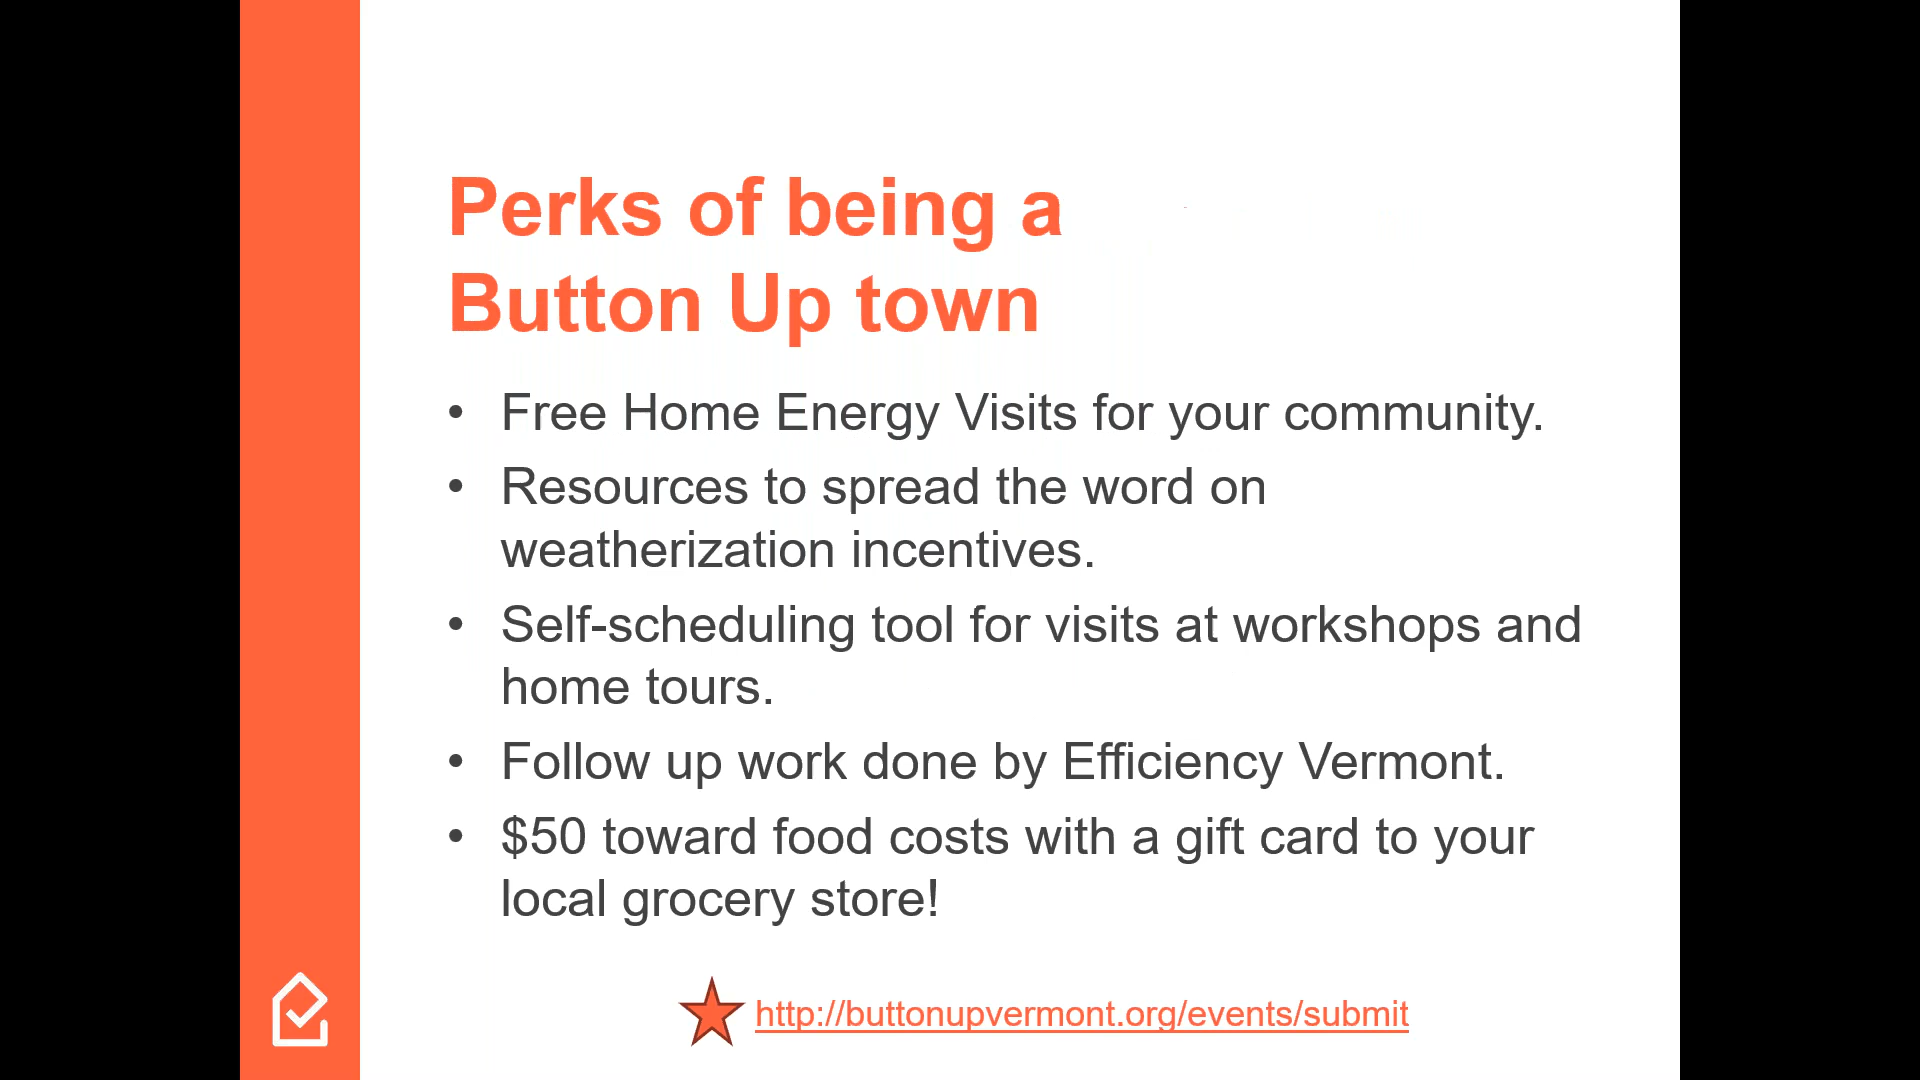 Perks of being a
Button Up town
• Free Home Energy Visits for your community.
• Resources to spread the word on
weatherization incentives.
• Self-scheduling tool for visits at workshops and
home tours.
• Follow up work done by Efficiency Vermont.
• $50 toward food costs with a gift card to your
local grocery store!
http://buttonupvermont.org/events/submit